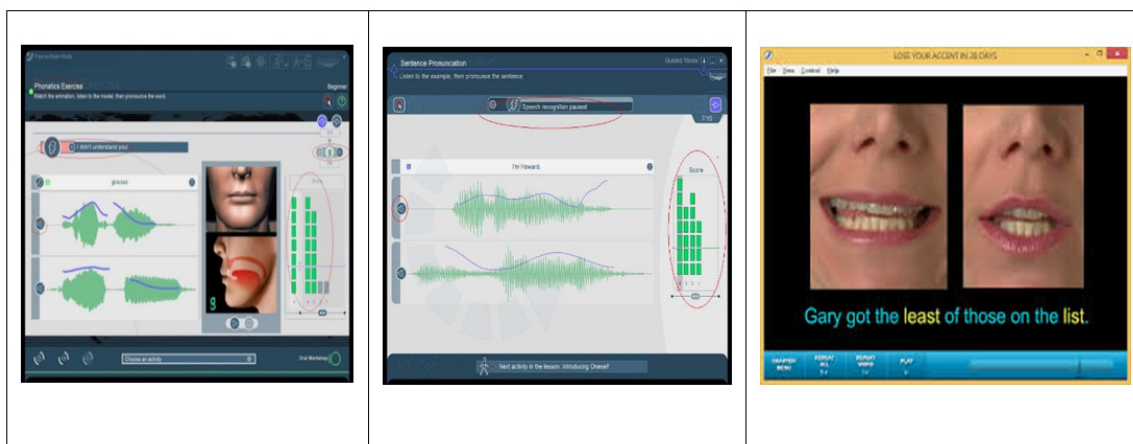 Phonetics Exercise
Watch the animation, listen to the model, then pronounce the word.
Beginner
I didn't understand you!
gracias
Score
g
Choose an activity
Oral Workshop
Sentence Pronunciation
Guided Mode
Listen to the example, then pronounce the sentence.
Speech recognition paused
7/15
I'm Howard.
Score
Next activity in the lesson: Introducing Oneself
LOSE YOUR ACCENT IN 28 DAYS
File View Control Help
Gary got the least of those on the list.
CHAPTER MENU
REPEAT ALL
REPEAT WORD
PLAY